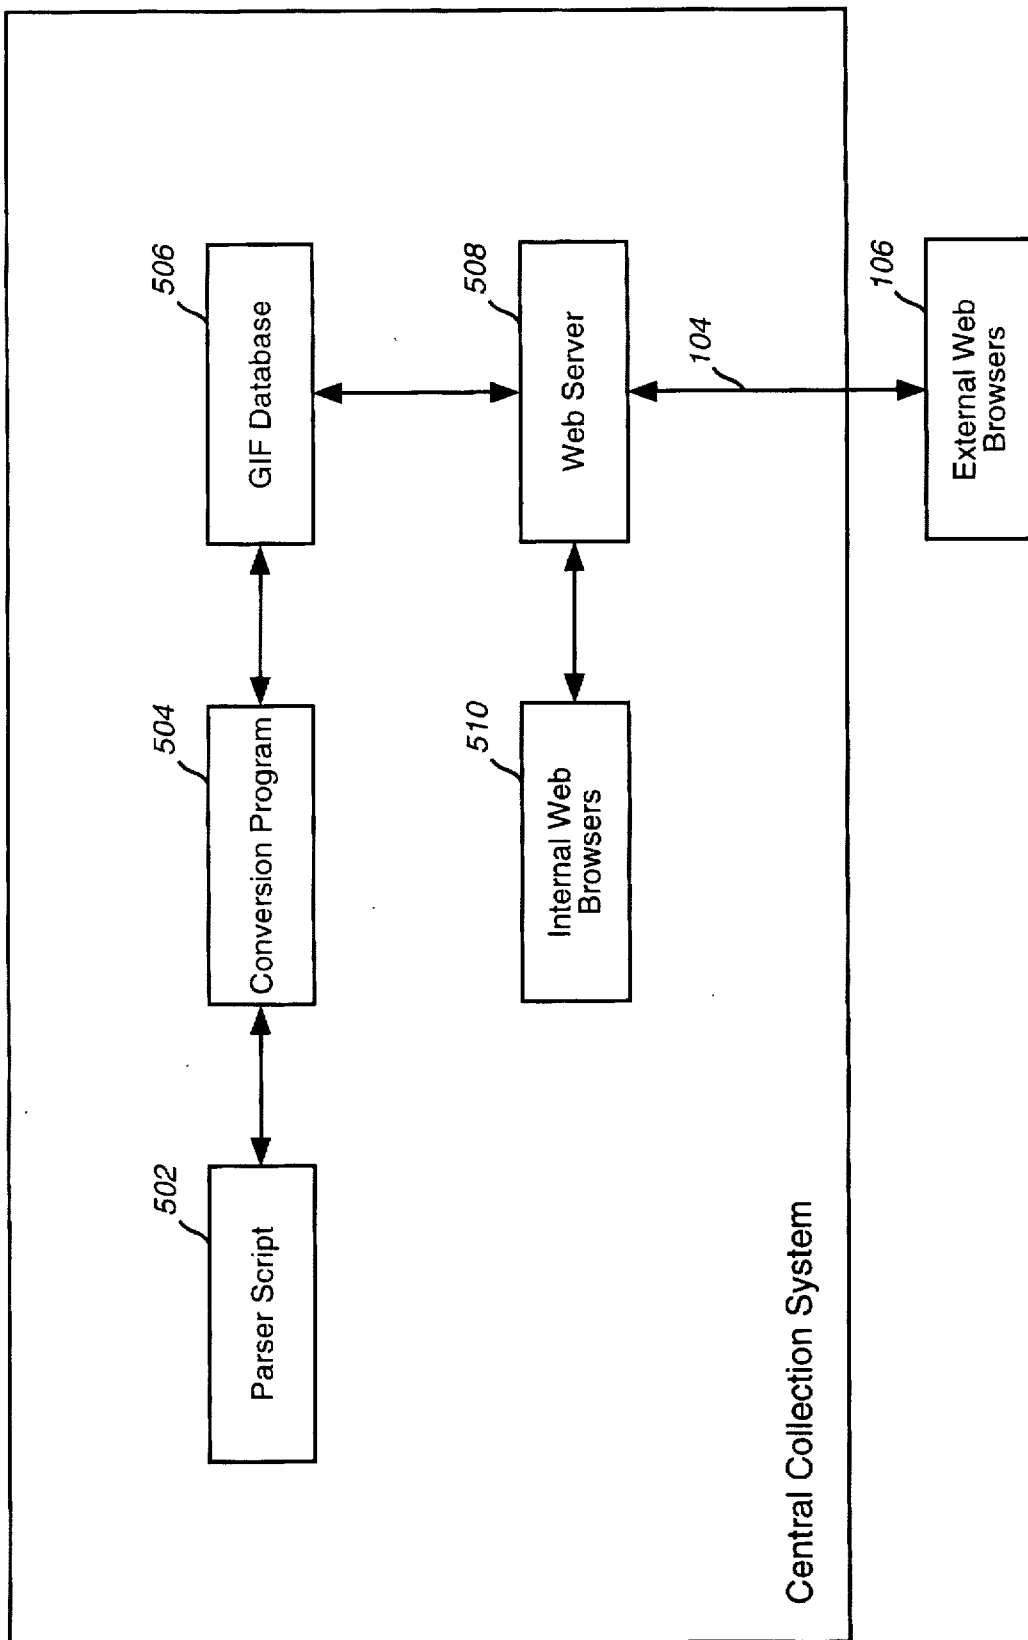 502
Parser Script
504
Conversion Program
506
GIF Database
510
Internal Web
Browsers
508
Web Server
104
Central Collection System
106
External Web
Browsers